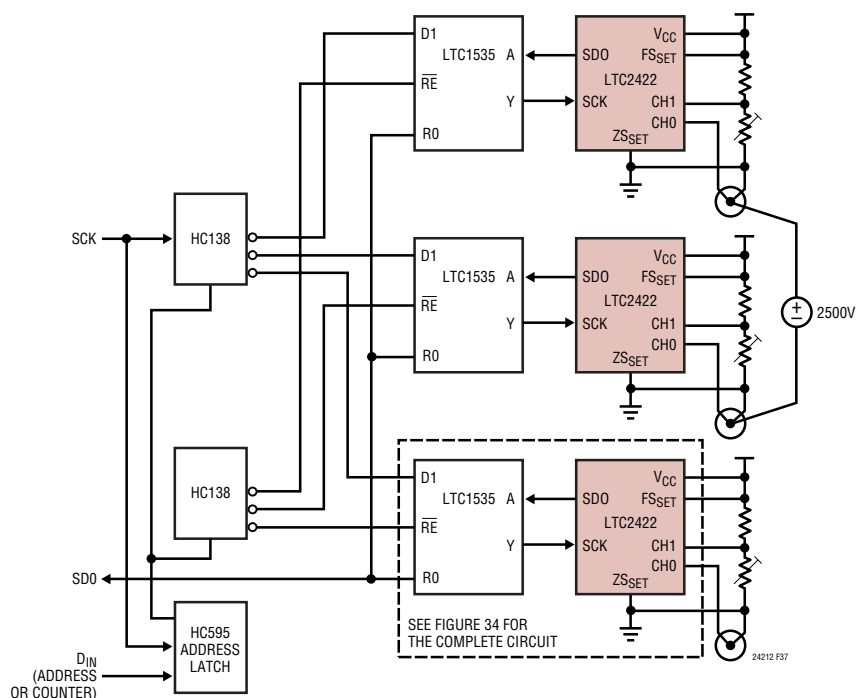 D1
LTC1535 A
RE
Y
R0
SDO
LTC2422
SCK
VCC
FSSET
CH1
CH0
ZSSET
SCK
HC138
D1
LTC1535 A
RE
Y
R0
SDO
LTC2422
SCK
VCC
FSSET
CH1
CH0
ZSSET
+
–
2500V
HC138
D1
LTC1535 A
RE
Y
R0
SDO
LTC2422
SCK
VCC
FSSET
CH1
CH0
ZSSET
SD0
HC595
ADDRESS
LATCH
DIN
(ADDRESS
OR COUNTER)
SEE FIGURE 34 FOR
THE COMPLETE CIRCUIT
24212 F37